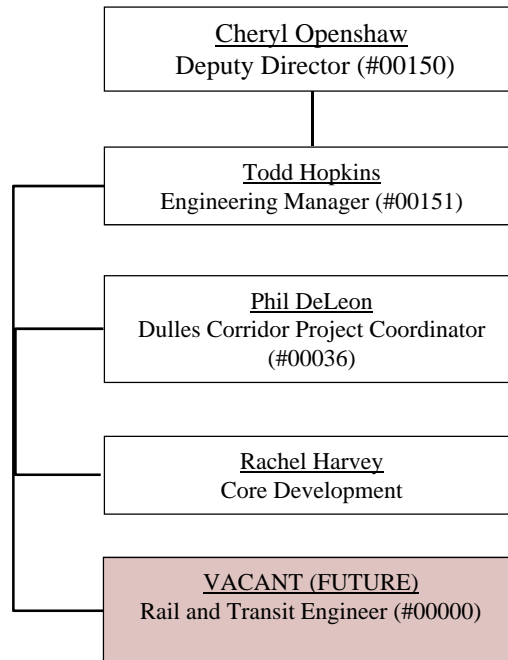 Cheryl Openshaw
Deputy Director (#00150)
Todd Hopkins
Engineering Manager (#00151)
Phil DeLeon
Dulles Corridor Project Coordinator
(#00036)
Rachel Harvey
Core Development
VACANT (FUTURE)
Rail and Transit Engineer (#00000)